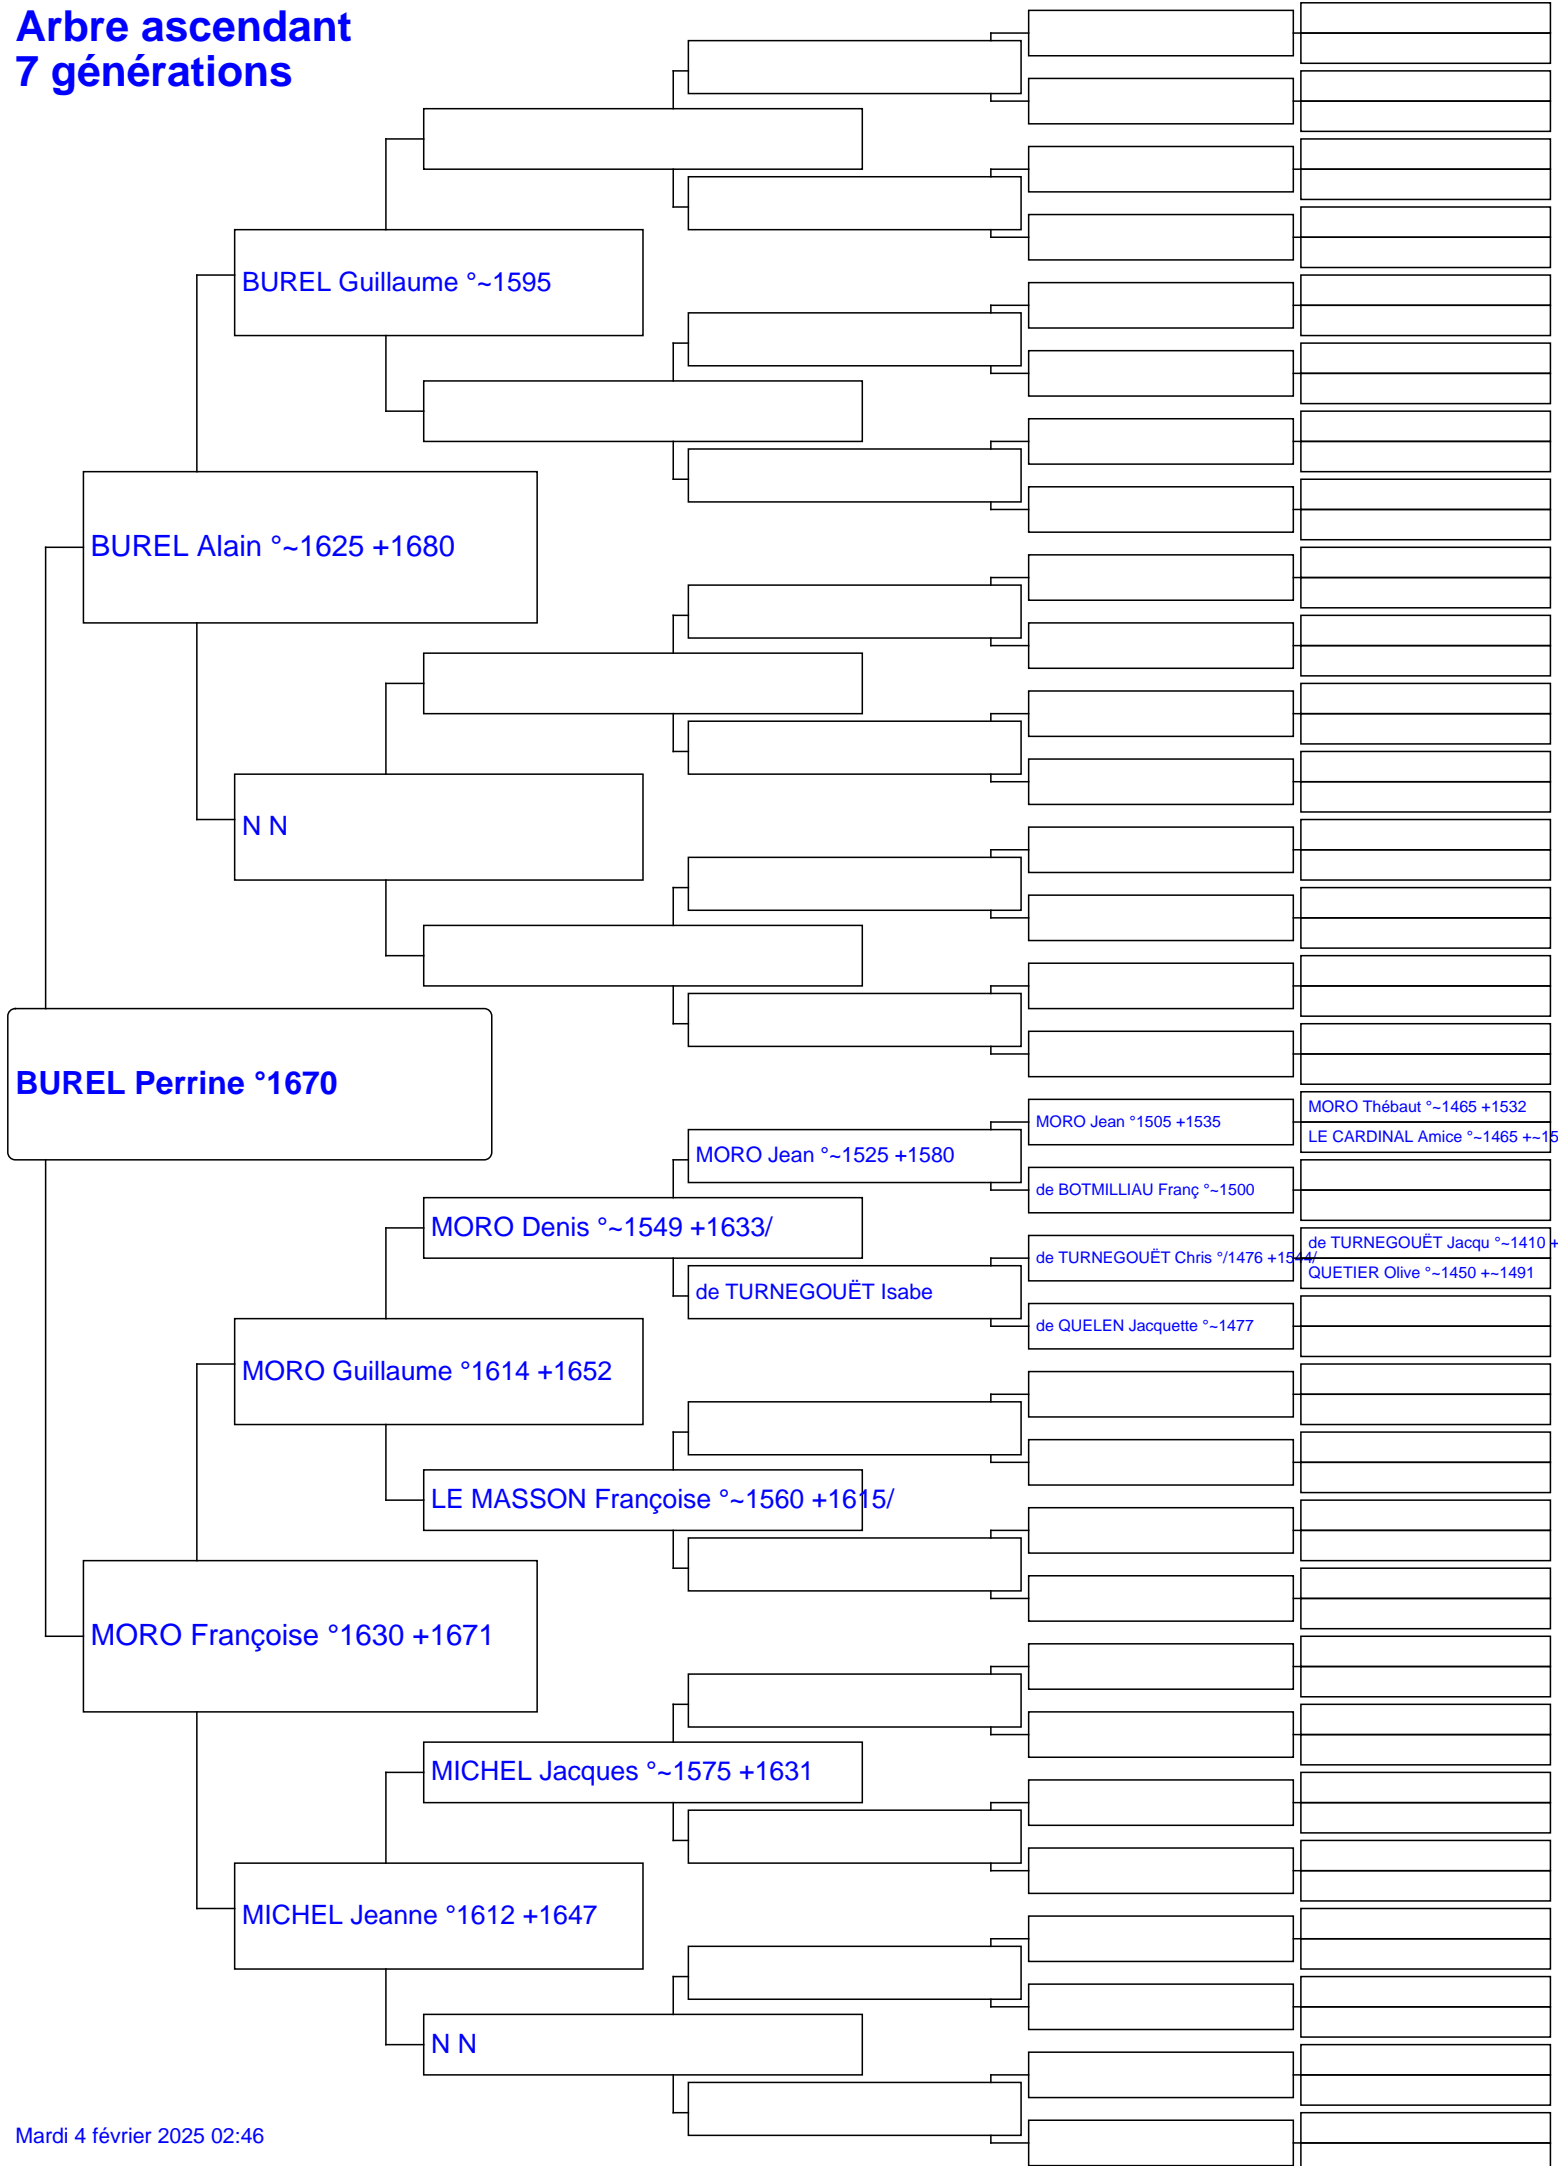 Arbre ascendant
7 générations
BUREL Guillaume °~1595
BUREL Alain °~1625 +1680
N N
BUREL Perrine °1670
MORO Jean °1505 +1535
MORO Thébaut °~1465 +1532
LE CARDINAL Amice °~1465 +~15
MORO Jean °~1525 +1580
de BOTMILLIAU Franç °~1500
MORO Denis °~1549 +1633/
de TURNEGOUËT Chris °/1476 +1544/
de TURNEGOUËT Jacqu °~1410 +
QUETIER Olive °~1450 +~1491
de TURNEGOUËT Isabe
de QUELEN Jacquette °~1477
MORO Guillaume °1614 +1652
LE MASSON Françoise °~1560 +1615/
MORO Françoise °1630 +1671
MICHEL Jacques °~1575 +1631
MICHEL Jeanne °1612 +1647
N N
Mardi 4 février 2025 02:46